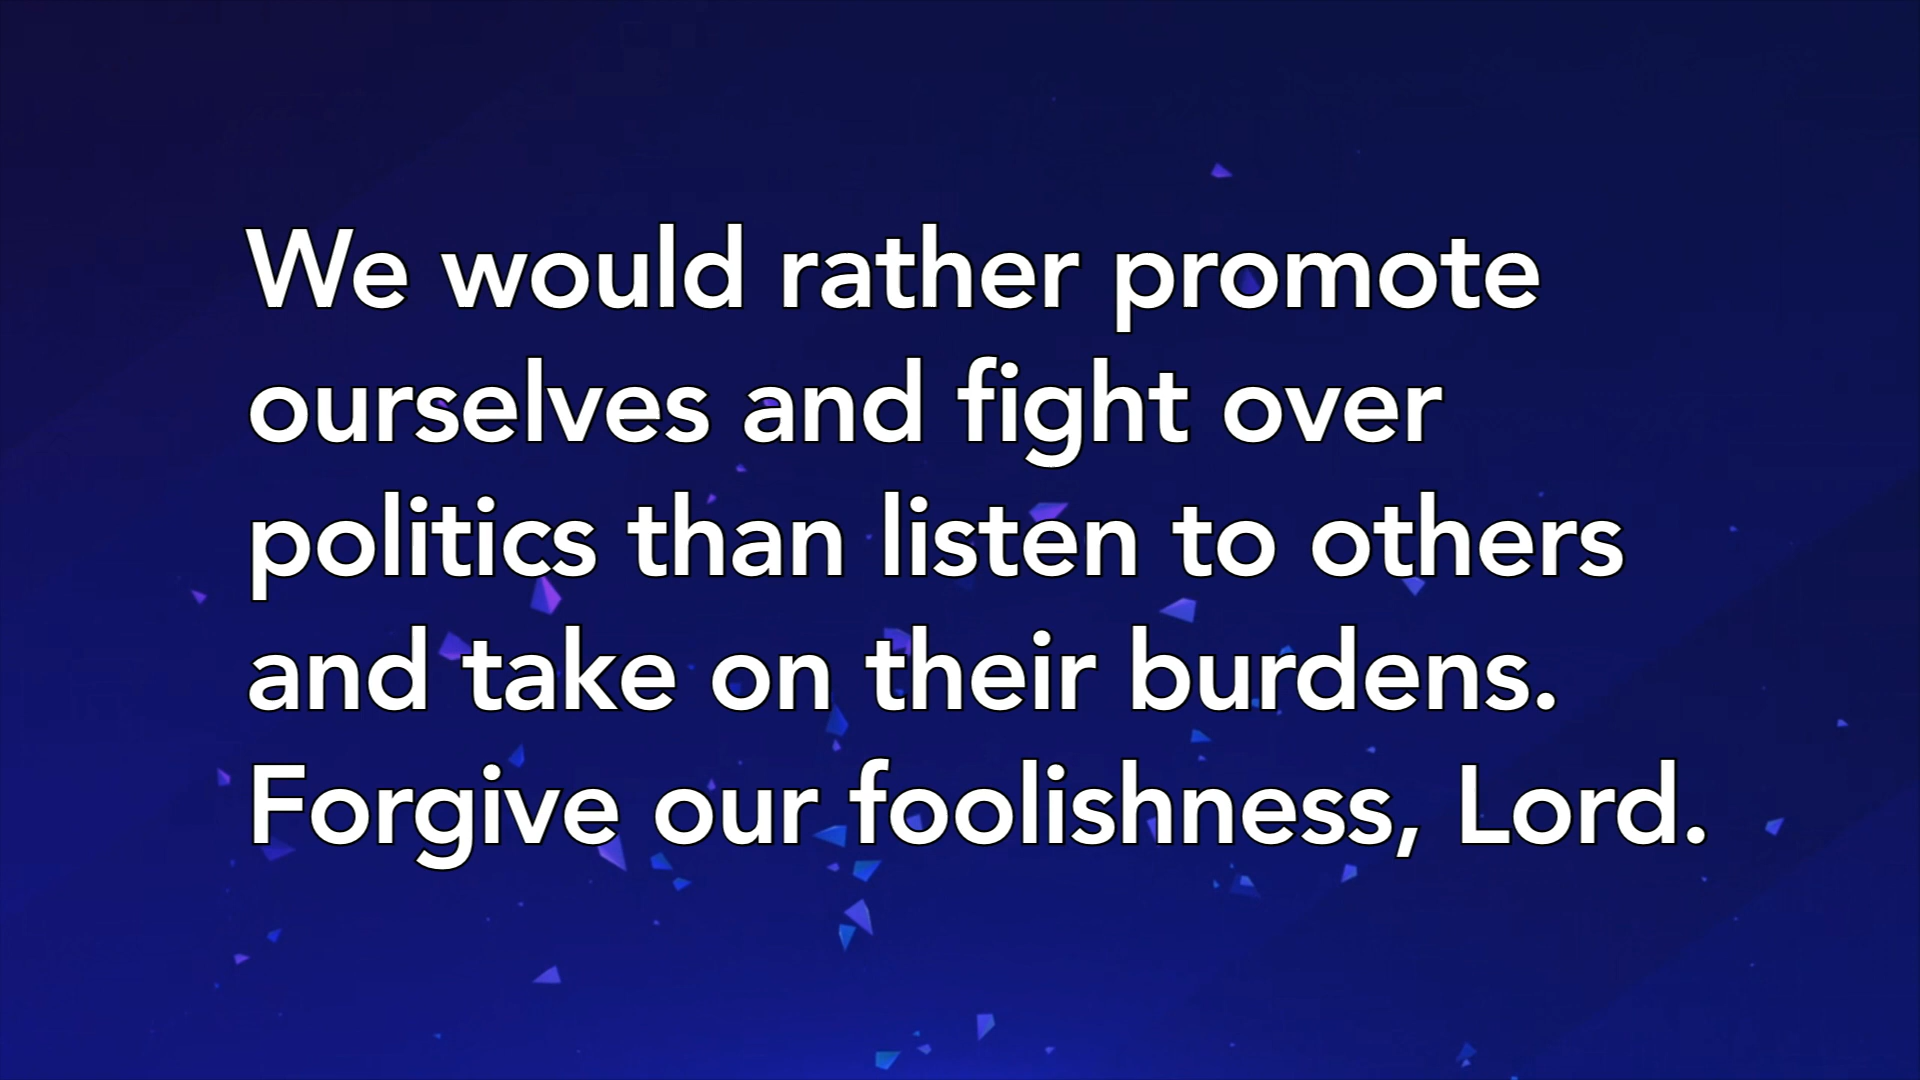 We would rather promote
ourselves and fight over
politics than listen to others
and take on their burdens.
Forgive our foolishness, Lord.